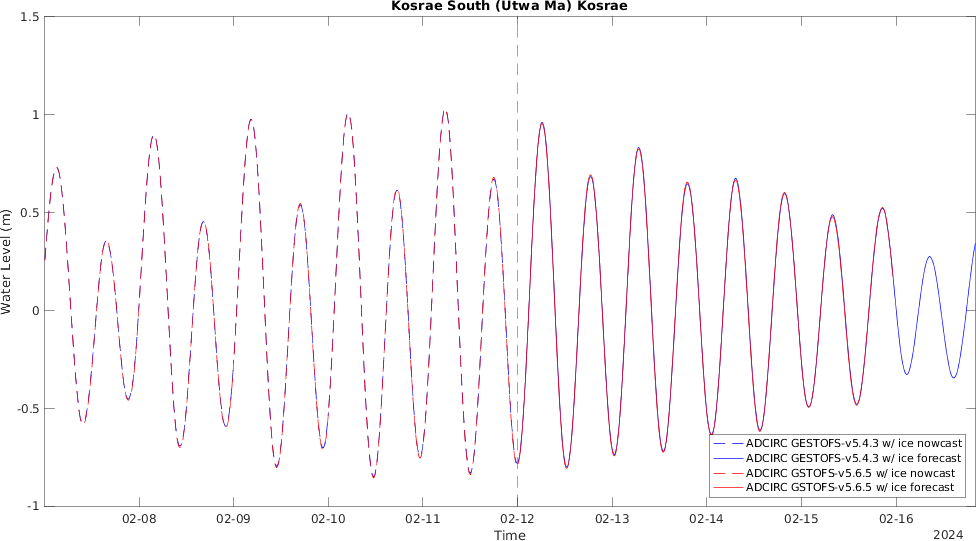 Kosrae South (Utwa Ma) Kosrae
1.5
1
0.5
0
-0.5
-1
Water Level (m)
ADCIRC GESTOFS-v5.4.3 w/ ice nowcast
ADCIRC GESTOFS-v5.4.3 w/ ice forecast
ADCIRC GSTOFS-v5.6.5 w/ ice nowcast
ADCIRC GSTOFS-v5.6.5 w/ ice forecast
02-08 02-09 02-10 02-11 02-12 02-13 02-14 02-15 02-16
Time
2024